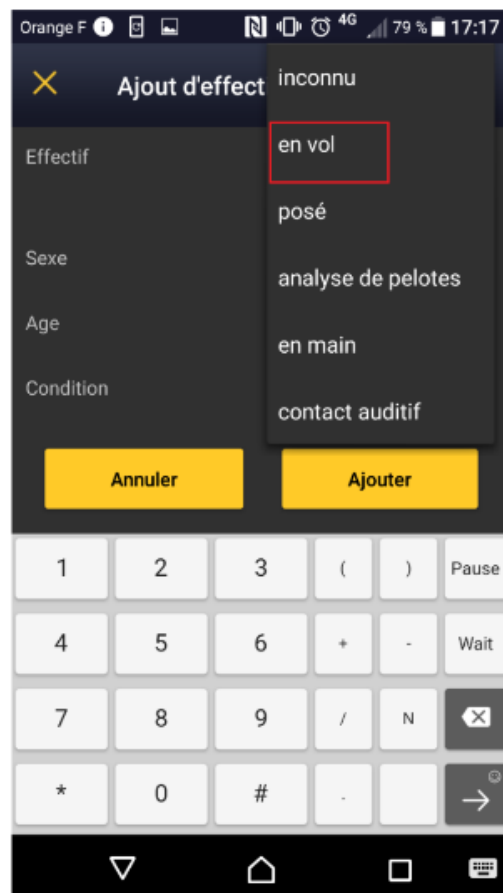 Orange F 4G 79 % 17:17
Ajout d'effect
inconnu
en vol
posé
analyse de pelotes
en main
contact auditif
Effectif
Sexe
Age
Condition
Annuler Ajouter
1 2 3 ( ) Pause
4 5 6 + - Wait
7 8 9 / N
* 0 # .